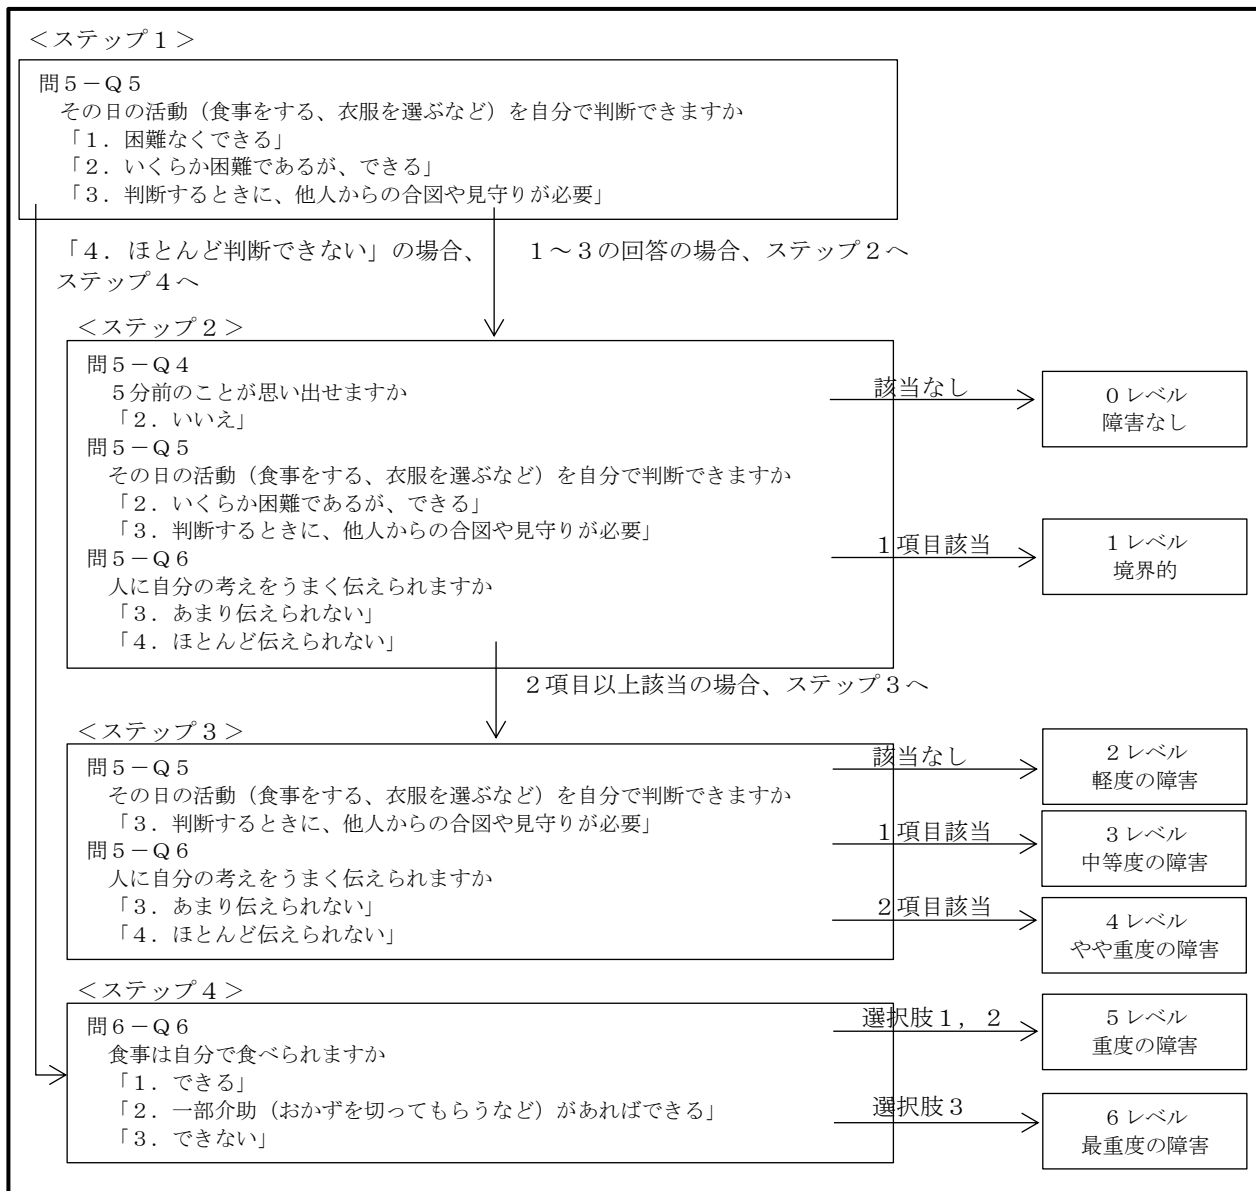 ＜ステップ１＞
問５－Ｑ５
その日の活動（食事をする、衣服を選ぶなど）を自分で判断できますか
「１．困難なくできる」
「２．いくらか困難であるが、できる」
「３．判断するときに、他人からの合図や見守りが必要」
「４．ほとんど判断できない」の場合、
ステップ４へ
１～３の回答の場合、ステップ２へ
＜ステップ２＞
問５－Ｑ４
５分前のことが思い出せますか
「２．いいえ」
問５－Ｑ５
その日の活動（食事をする、衣服を選ぶなど）を自分で判断できますか
「２．いくらか困難であるが、できる」
「３．判断するときに、他人からの合図や見守りが必要」
問５－Ｑ６
人に自分の考えをうまく伝えられますか
「３．あまり伝えられない」
「４．ほとんど伝えられない」
該当なし
０レベル
障害なし
１項目該当
１レベル
境界的
２項目以上該当の場合、ステップ３へ
＜ステップ３＞
問５－Ｑ５
その日の活動（食事をする、衣服を選ぶなど）を自分で判断できますか
「３．判断するときに、他人からの合図や見守りが必要」
問５－Ｑ６
人に自分の考えをうまく伝えられますか
「３．あまり伝えられない」
「４．ほとんど伝えられない」
該当なし
２レベル
軽度の障害
１項目該当
３レベル
中等度の障害
２項目該当
４レベル
やや重度の障害
＜ステップ４＞
問６－Ｑ６
食事は自分で食べられますか
「１．できる」
「２．一部介助（おかずを切ってもらうなど）があればできる」
「３．できない」
選択肢１，２
５レベル
重度の障害
選択肢３
６レベル
最重度の障害